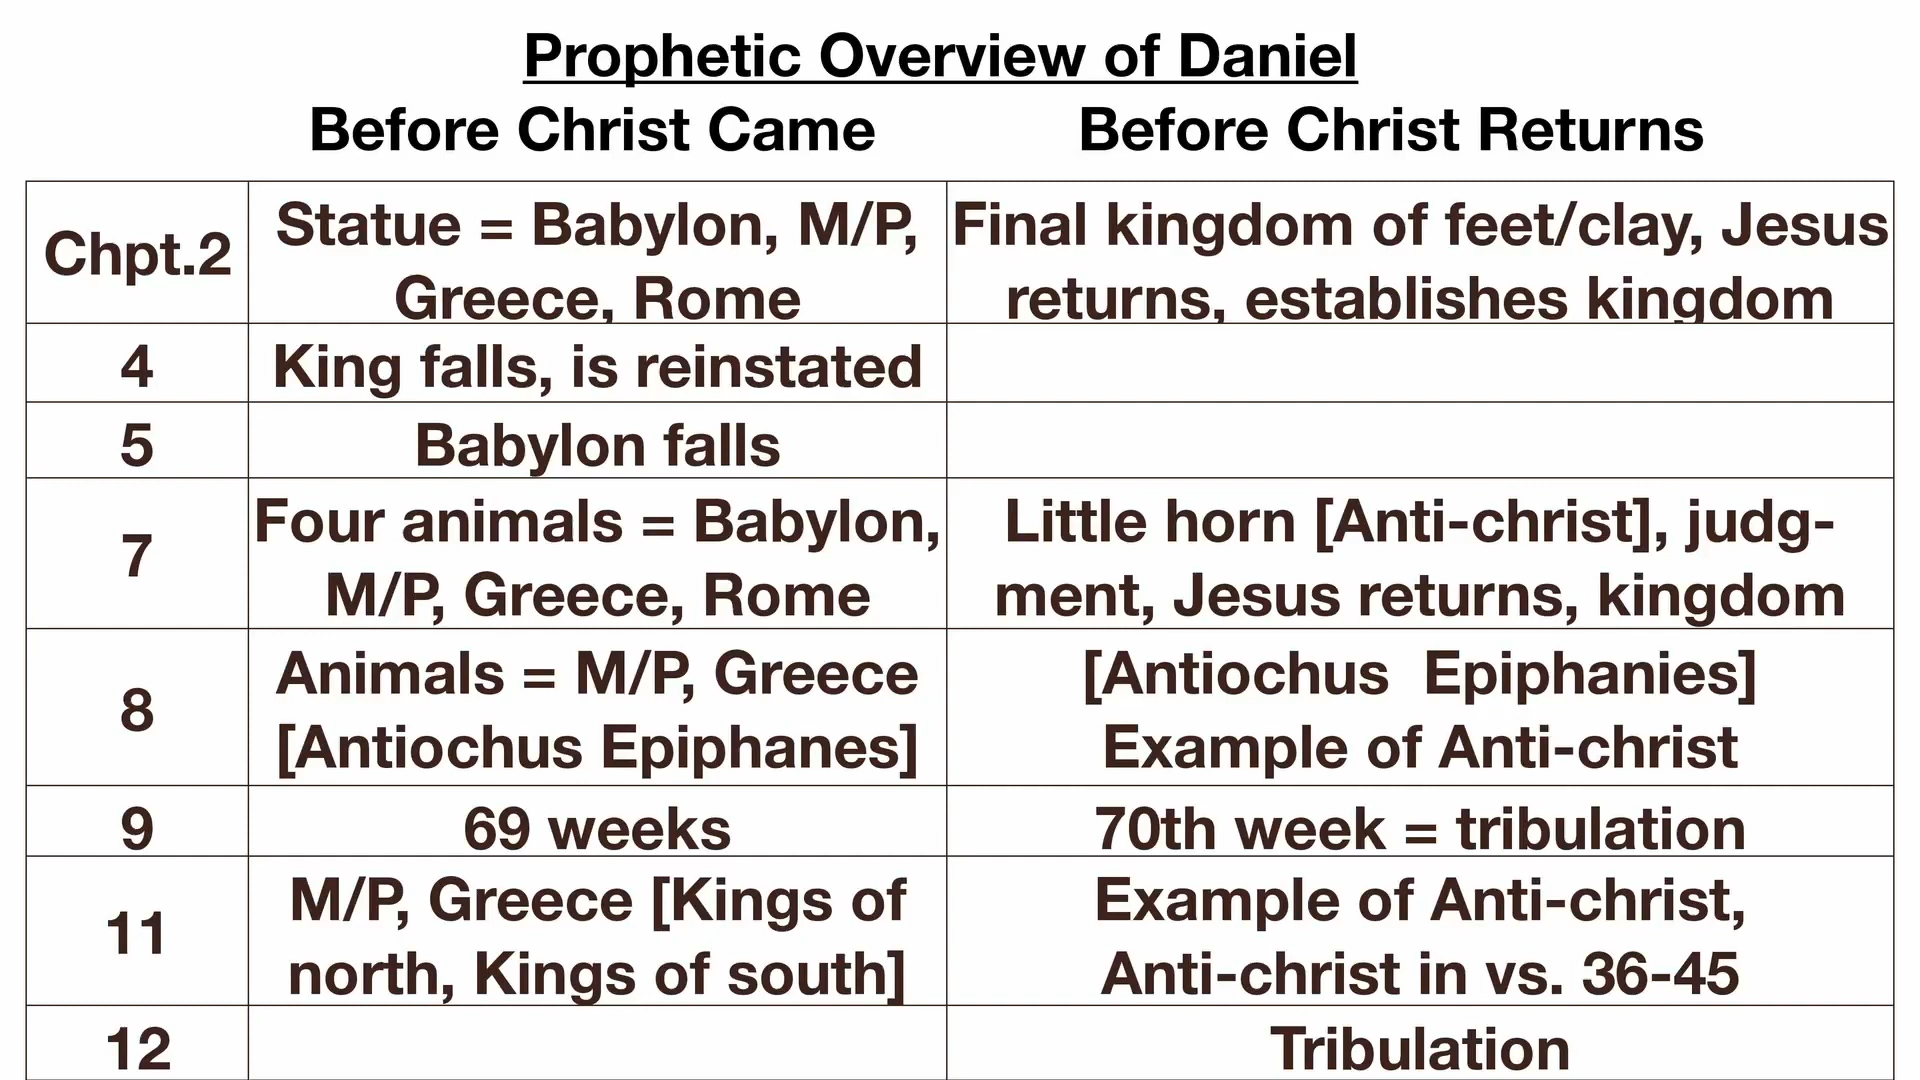 Prophetic Overview of Daniel
Before Christ Came Before Christ Returns
Chpt.2
Statue = Babylon, M/P,
Greece, Rome
Final kingdom of feet/clay, Jesus
returns, establishes kingdom
4
King falls, is reinstated
5
Babylon falls
7
Four animals = Babylon,
M/P, Greece, Rome
Little horn [Anti-christ], judg-
ment, Jesus returns, kingdom
8
Animals = M/P, Greece
[Antiochus Epiphanes]
[Antiochus  Epiphanies]
Example of Anti-christ
9
69 weeks
70th week = tribulation
11
M/P, Greece [Kings of
north, Kings of south]
Example of Anti-christ,
Anti-christ in vs. 36-45
12
Tribulation